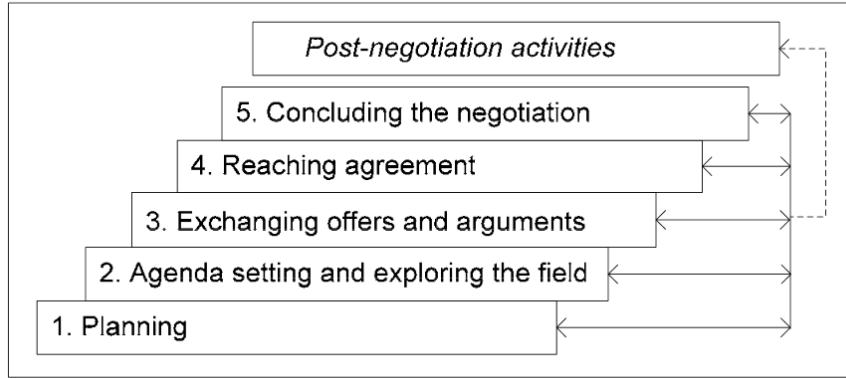 Post-negotiation activities
5. Concluding the negotiation
4. Reaching agreement
3. Exchanging offers and arguments
2. Agenda setting and exploring the field
1. Planning